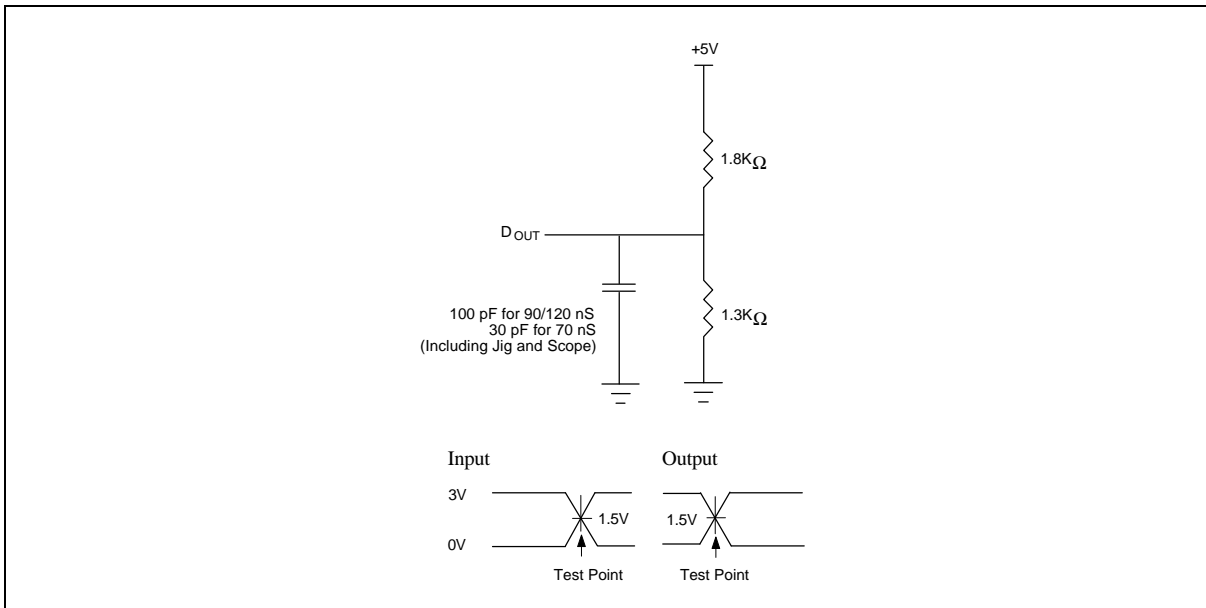 +5V
1.8KΩ
D OUT
100 pF for 90/120 nS
30 pF for 70 nS
(Including Jig and Scope)
1.3KΩ
Input
Output
3V
1.5V
1.5V
0V
Test Point
Test Point